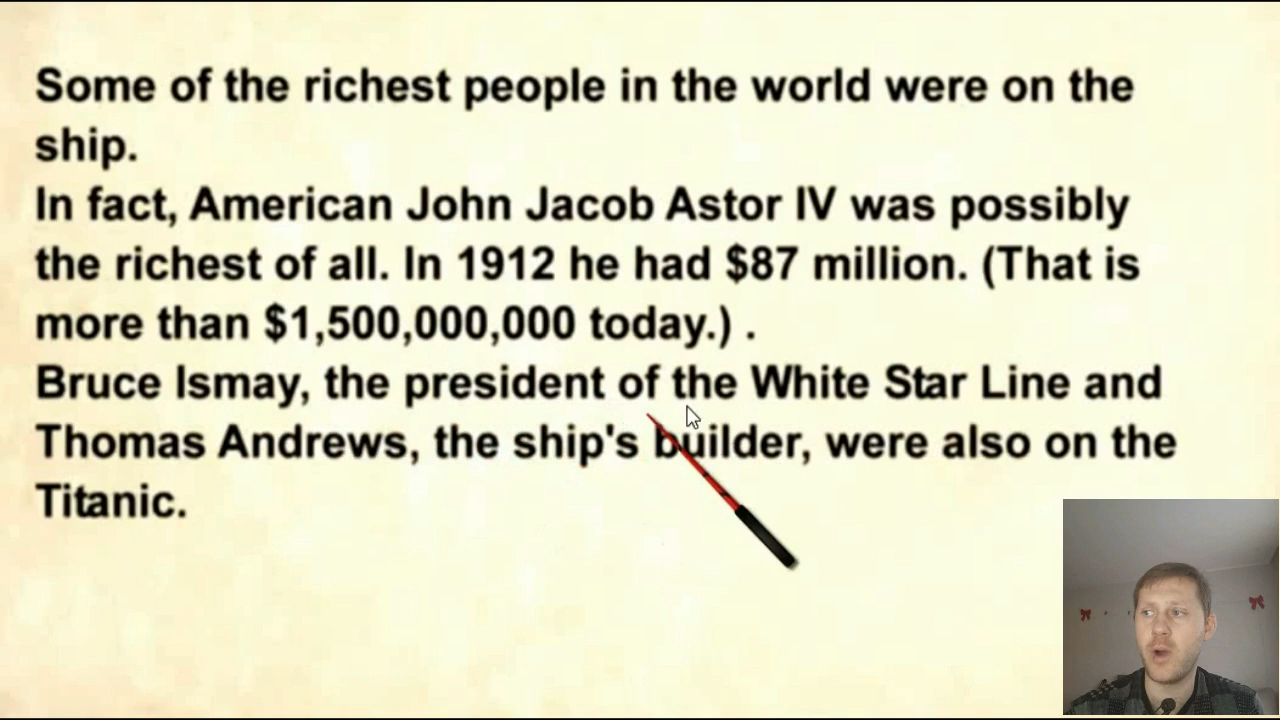 Some of the richest people in the world were on the
ship.
In fact, American John Jacob Astor IV was possibly
the richest of all. In 1912 he had $87 million. (That is
more than $1,500,000,000 today.) .
Bruce Ismay, the president of the White Star Line and
Thomas Andrews, the ship's builder, were also on the
Titanic.